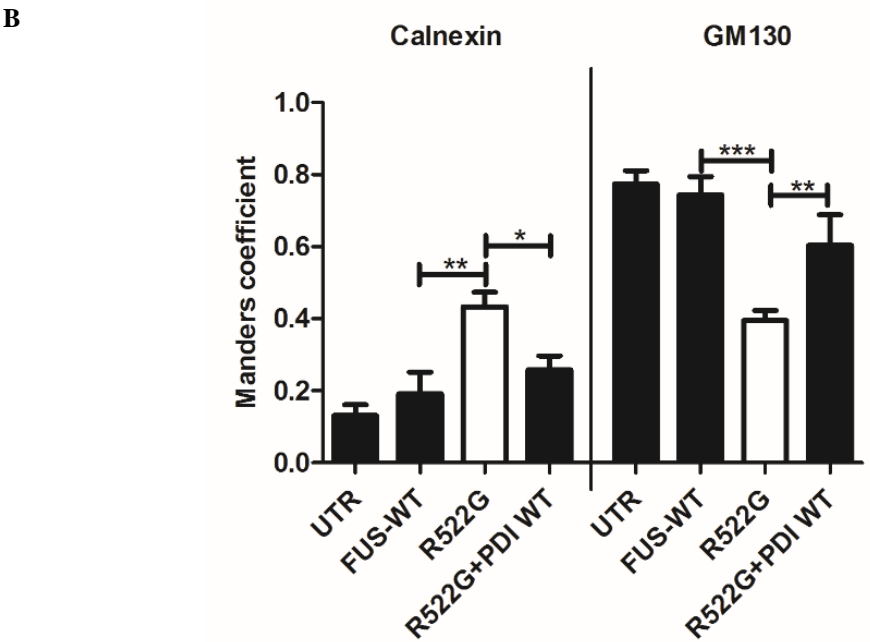 B
Calnexin
GM130
Manders coefficient
1.0
0.8
0.6
0.4
0.2
0.0
**
*
***
**
UTR
FUS-WT
R522G
R522G+PDI WT
UTR
FUS-WT
R522G
R522G+PDI WT